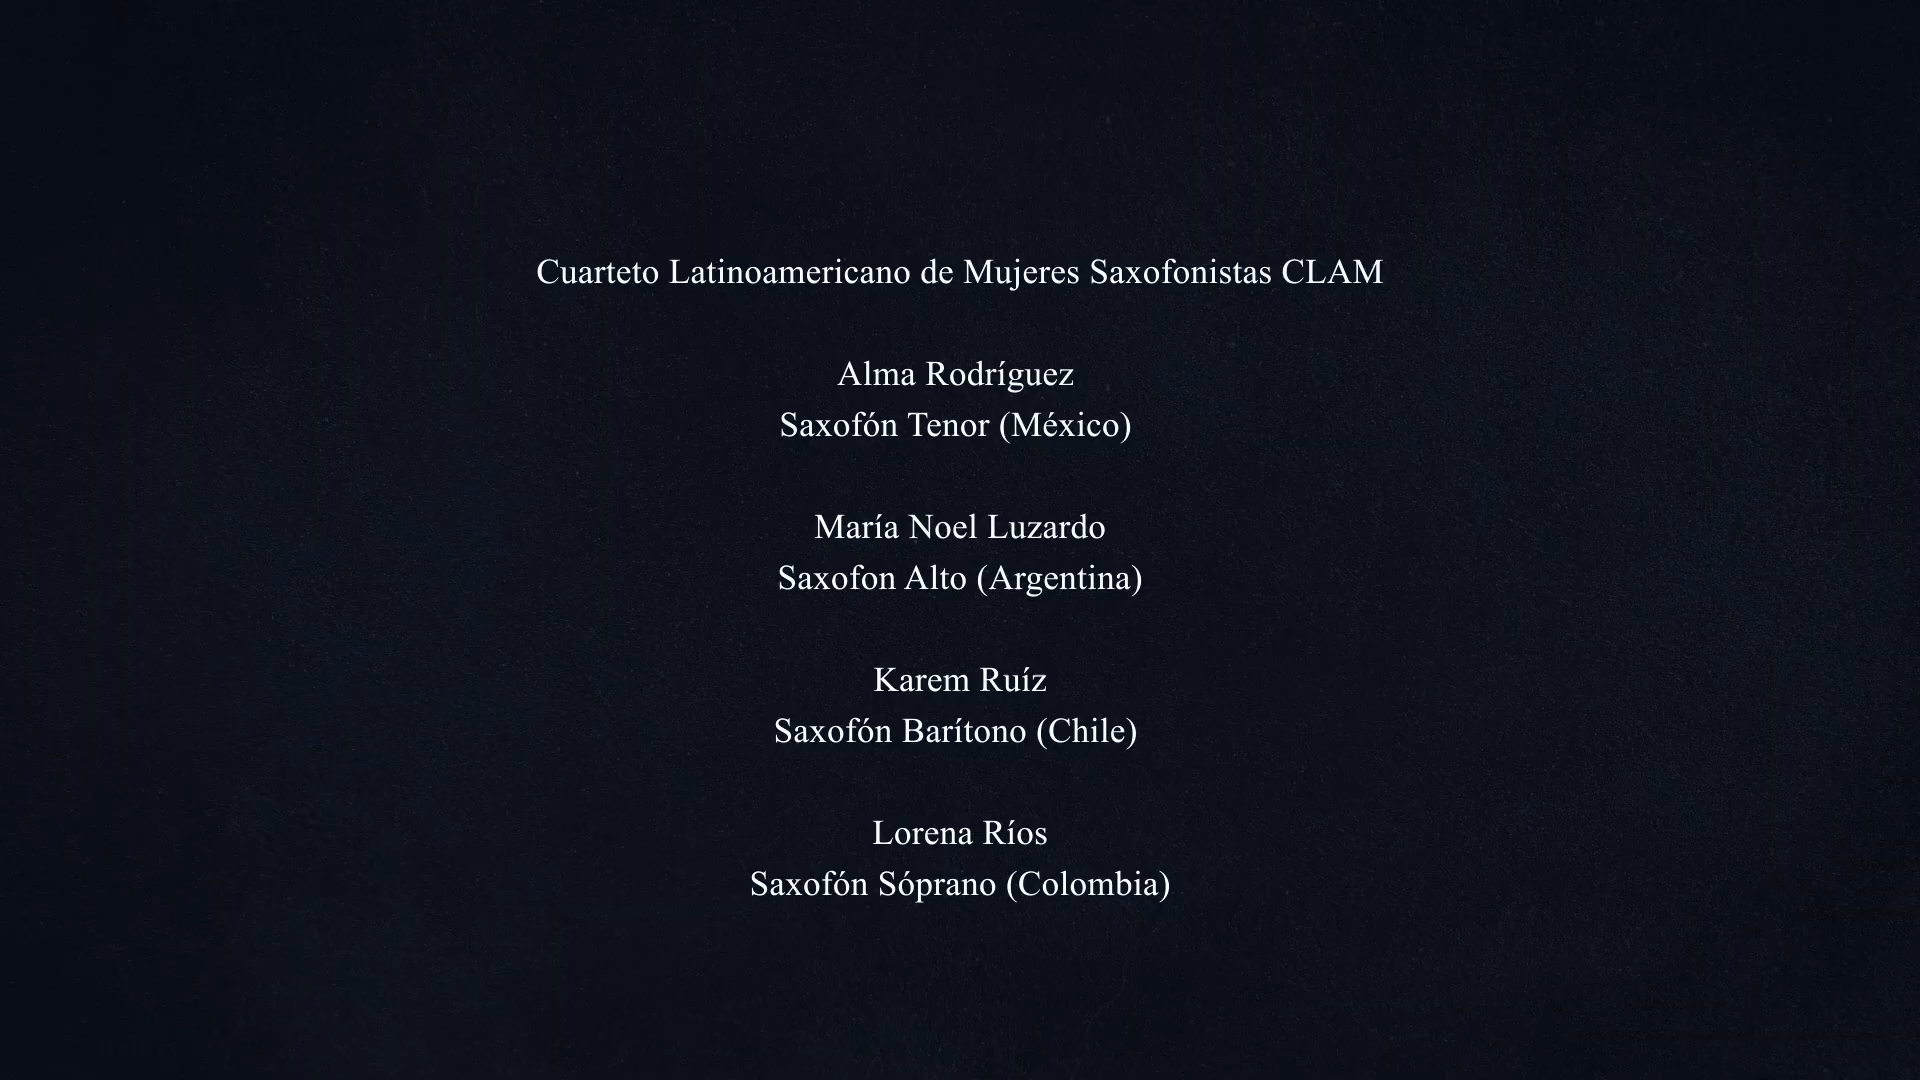 Cuarteto Latinoamericano de Mujeres Saxofonistas CLAM
Alma Rodríguez
Saxofón Tenor (México)
María Noel Luzardo
Saxofon Alto (Argentina)
Karem Ruíz
Saxofón Barítono (Chile)
Lorena Ríos
Saxofón Sóprano (Colombia)